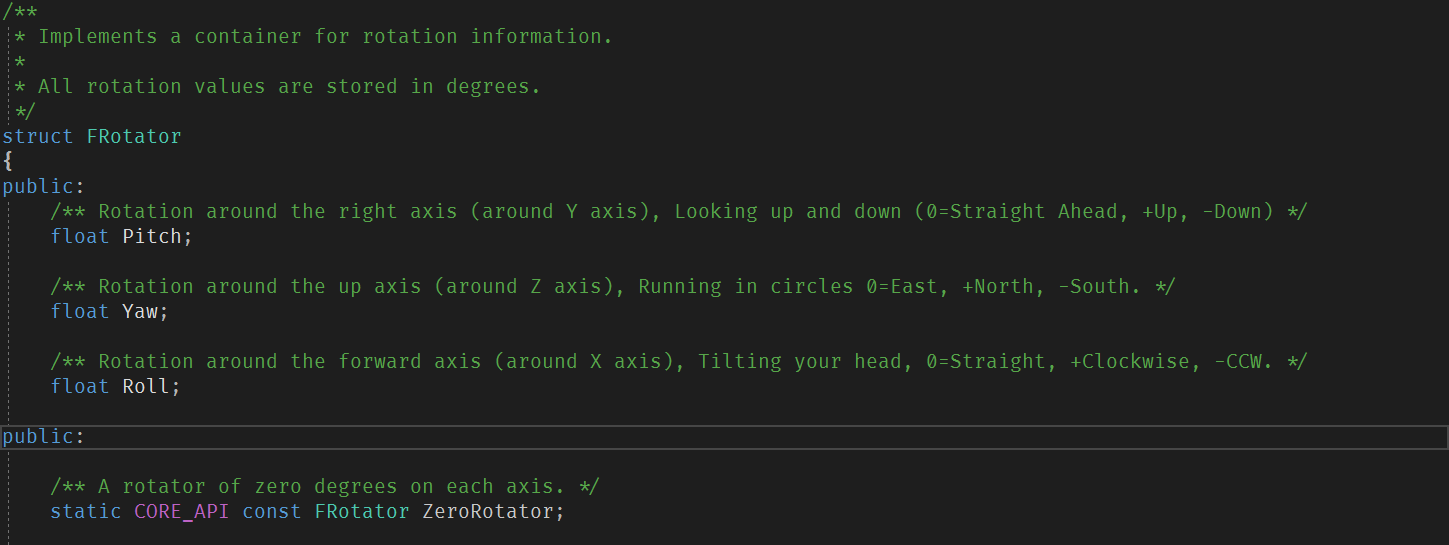 /**
 * Implements a container for rotation information.
 *
 * All rotation values are stored in degrees.
 */
struct FRotator
{
public:
    /** Rotation around the right axis (around Y axis), Looking up and down (0=Straight Ahead, +Up, -Down) */
    float Pitch;

    /** Rotation around the up axis (around Z axis), Running in circles 0=East, +North, -South. */
    float Yaw;

    /** Rotation around the forward axis (around X axis), Tilting your head, 0=Straight, +Clockwise, -CCW. */
    float Roll;

public:

    /** A rotator of zero degrees on each axis. */
    static CORE_API const FRotator ZeroRotator;